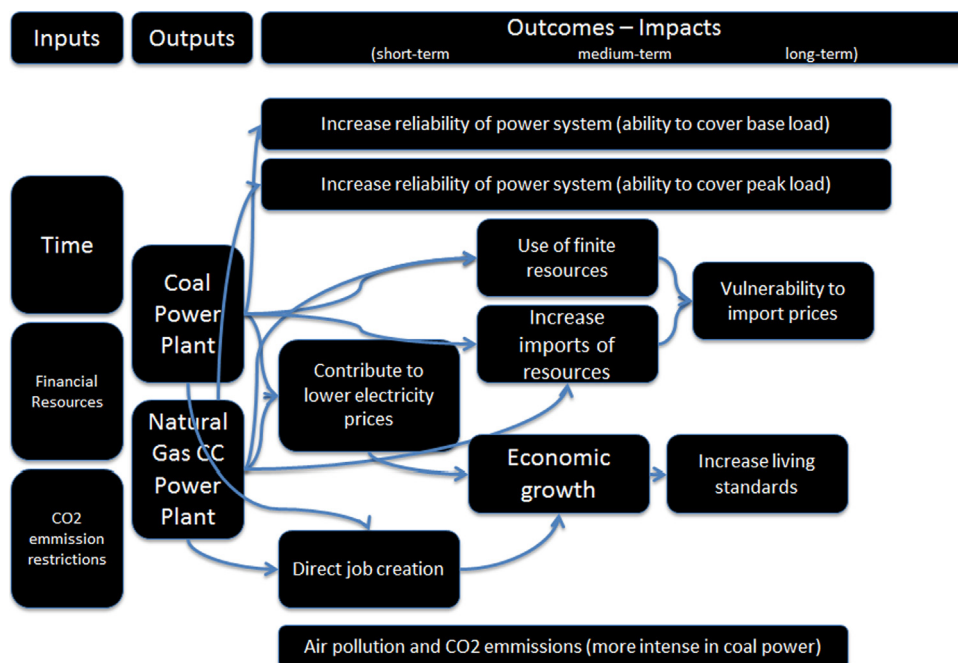 Inputs
Outputs
Outcomes – Impacts
(short-term medium-term long-term)
Increase reliability of power system (ability to cover base load)
Increase reliability of power system (ability to cover peak load)
Time
Financial
Resources
CO2
emmission
restrictions
Coal
Power
Plant
Natural
Gas CC
Power
Plant
Contribute to
lower electricity
prices
Direct job creation
Use of finite
resources
Increase
imports of
resources
Economic
growth
Vulnerability to
import prices
Increase living
standards
Air pollution and CO2 emmissions (more intense in coal power)